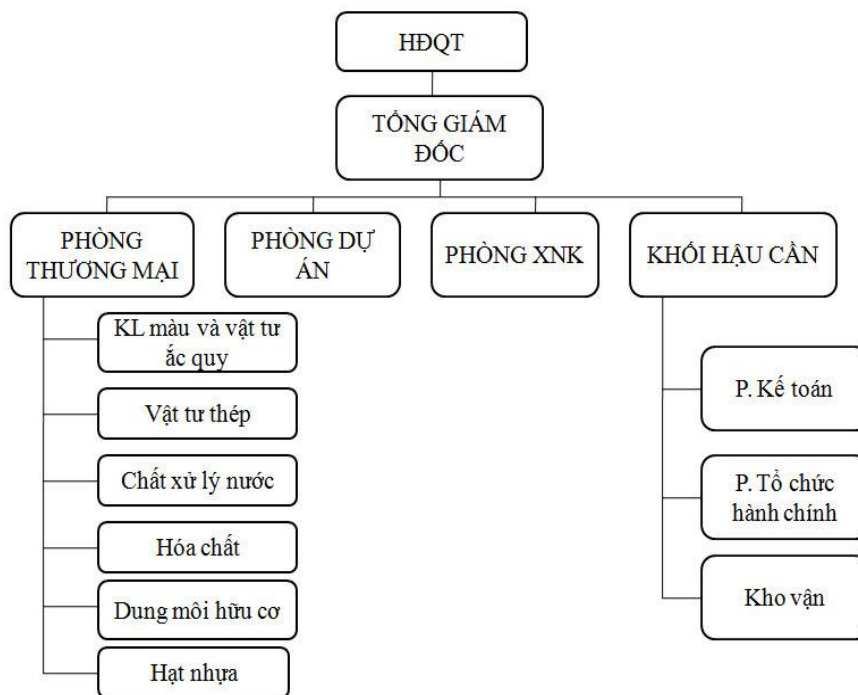 HĐQT
TỔNG GIÁM
ĐỐC
PHÒNG
THƯƠNG MẠI
PHÒNG DỰ
ÁN
PHÒNG XNK
KHỐI HẬU CẦN
KL màu và vật tư
ắc quy
Vật tư thép
Chất xử lý nước
Hóa chất
Dung môi hữu cơ
Hạt nhựa
P. Kế toán
P. Tổ chức
hành chính
Kho vận